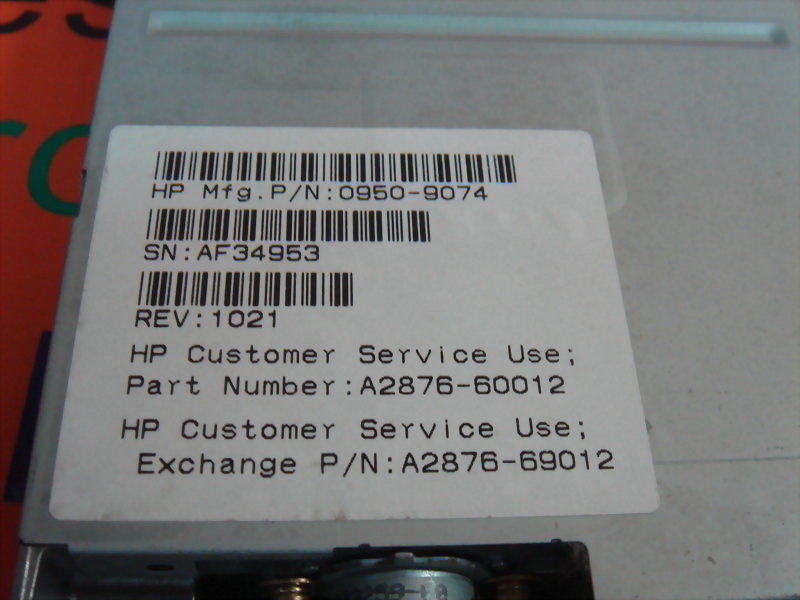 HP Mfg.P/N:0950-9074
SN:AF34953
REV:1021
HP Customer Service Use;
Part Number:A2876-60012
HP Customer Service Use;
Exchange P/N:A2876-69012